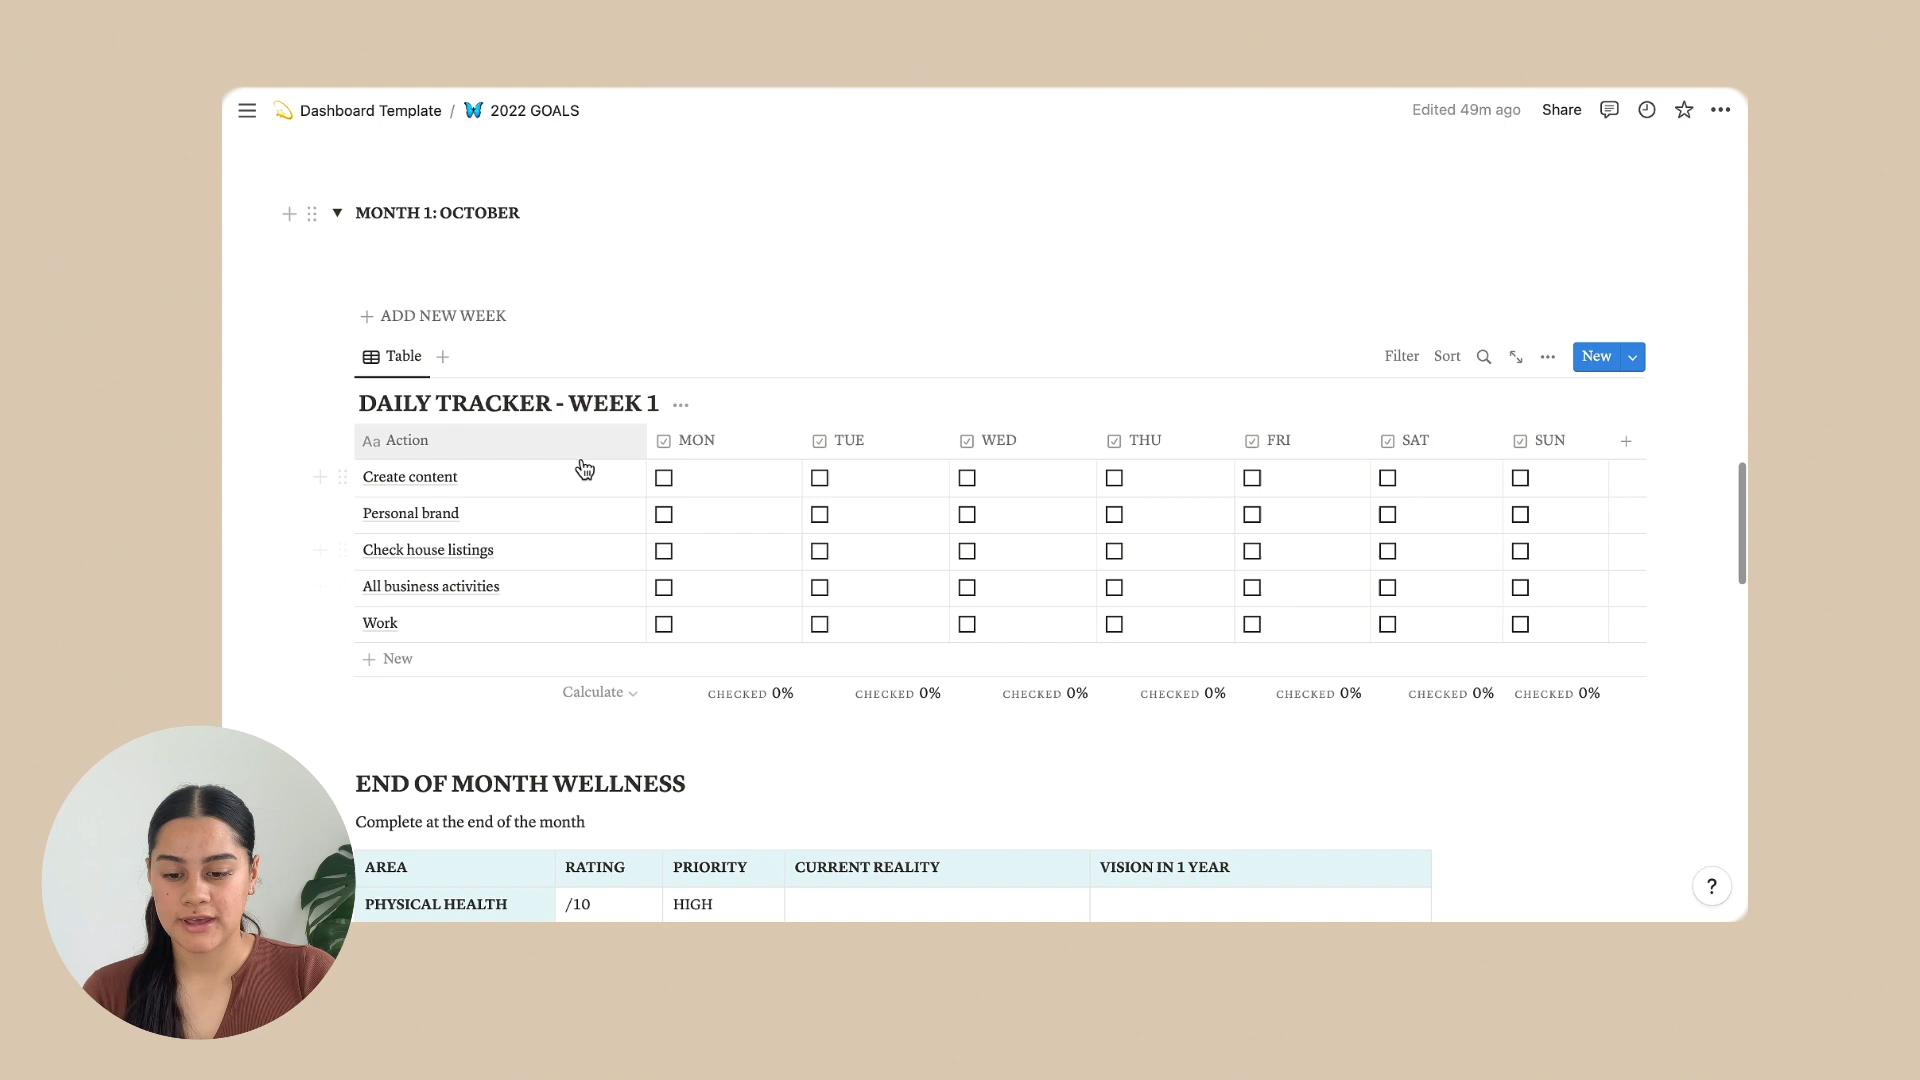 Dashboard Template / 2022 GOALS
Edited 49m ago Share
MONTH 1: OCTOBER
+ ADD NEW WEEK
Table +
Filter Sort New
DAILY TRACKER - WEEK 1
Aa Action MON TUE WED THU FRI SAT SUN +
Create content
Personal brand
Check house listings
All business activities
Work
+ New
Calculate CHECKED 0% CHECKED 0% CHECKED 0% CHECKED 0% CHECKED 0% CHECKED 0% CHECKED 0%
END OF MONTH WELLNESS
Complete at the end of the month
AREA RATING PRIORITY CURRENT REALITY VISION IN 1 YEAR
PHYSICAL HEALTH /10 HIGH
?